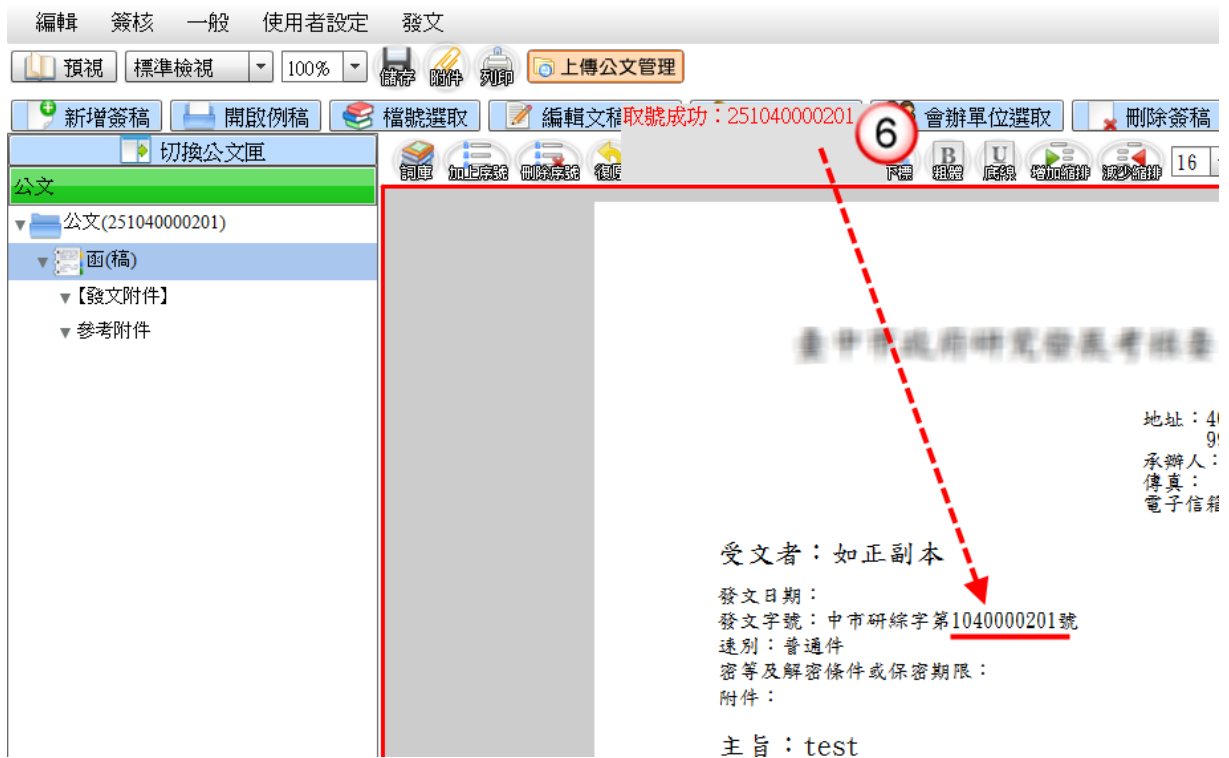 編輯 簽核 一般 使用者設定 發文
預視 標準檢視 100% 儲存 附件 列印 上傳公文管理
新增簽稿 開啟例稿 檔號選取 編輯文稿 會辦單位選取 刪除簽稿
取號成功：251040000201
6
切換公文匣
詞庫 加上序號 刪除序號 復原 下標 粗體 底線 增加縮排 減少縮排 16
公文
公文(251040000201)
函(稿)
【發文附件】
參考附件
地址：4
9
承辦人：
傳真：
電子信箱
受文者：如正副本
發文日期：
發文字號：中市研綜字第1040000201號
速別：普通件
密等及解密條件或保密期限：
附件：
主旨：test